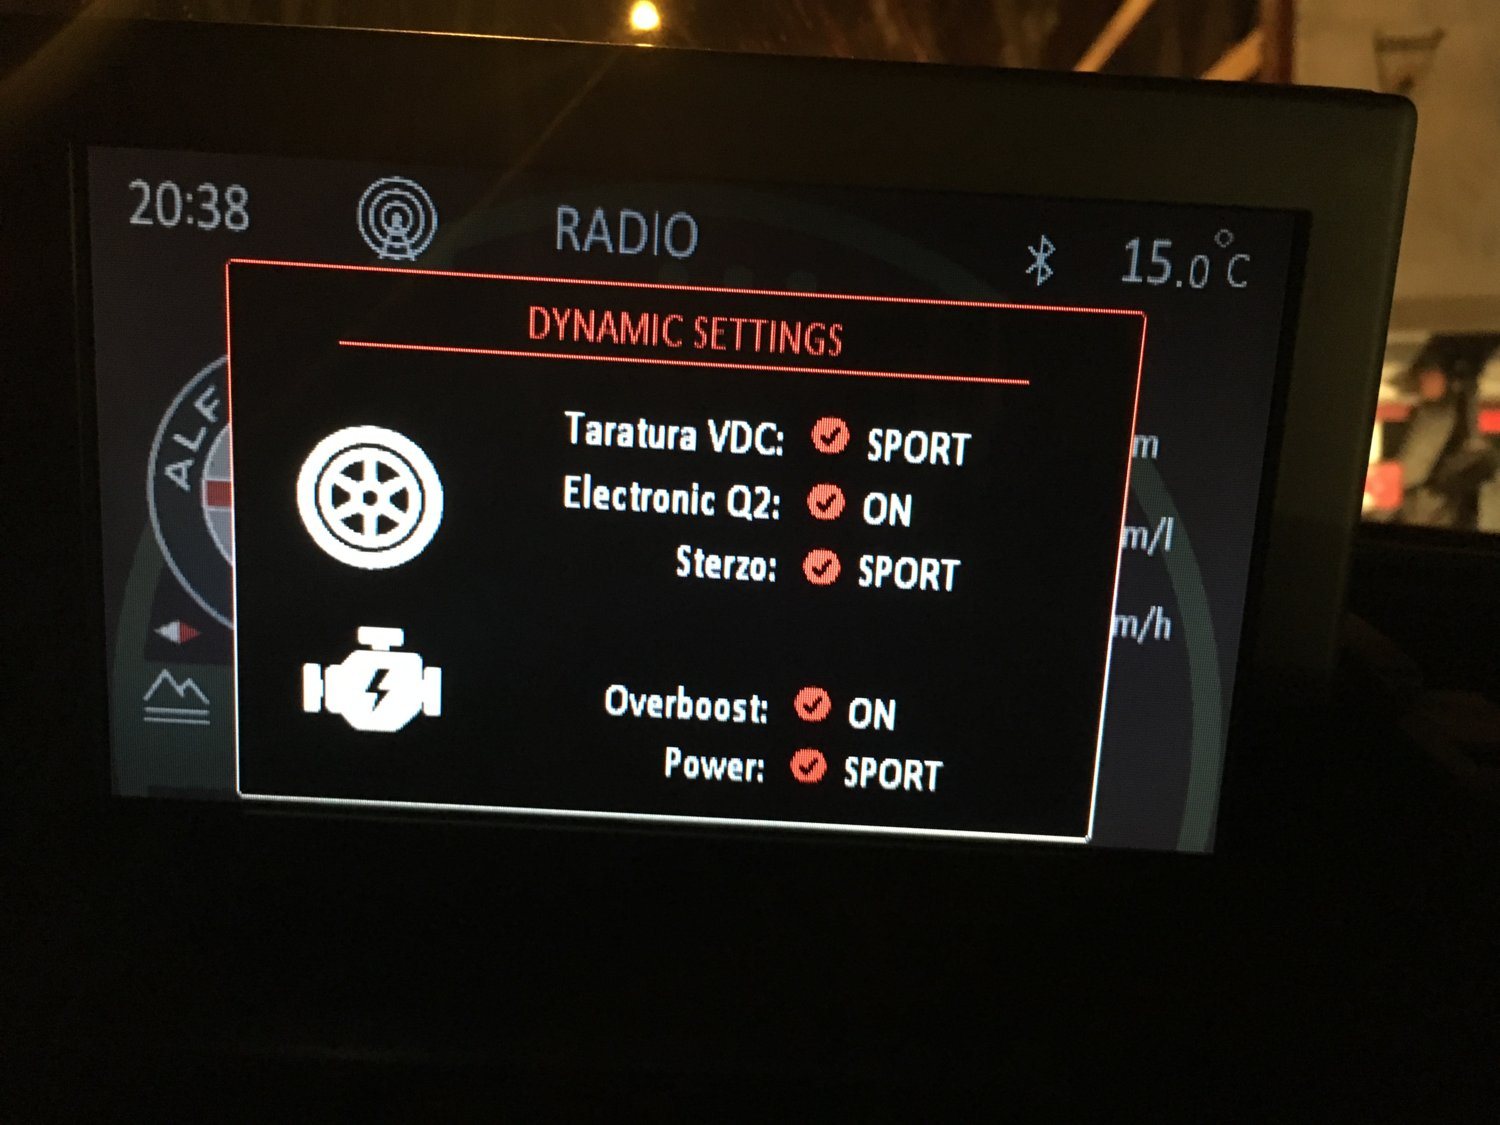 20:38 RADIO 15.0°C
DYNAMIC SETTINGS
ALF
Taratura VDC: SPORT
m
Electronic Q2: ON
m/l
Sterzo: SPORT
m/h
Overboost: ON
Power: SPORT